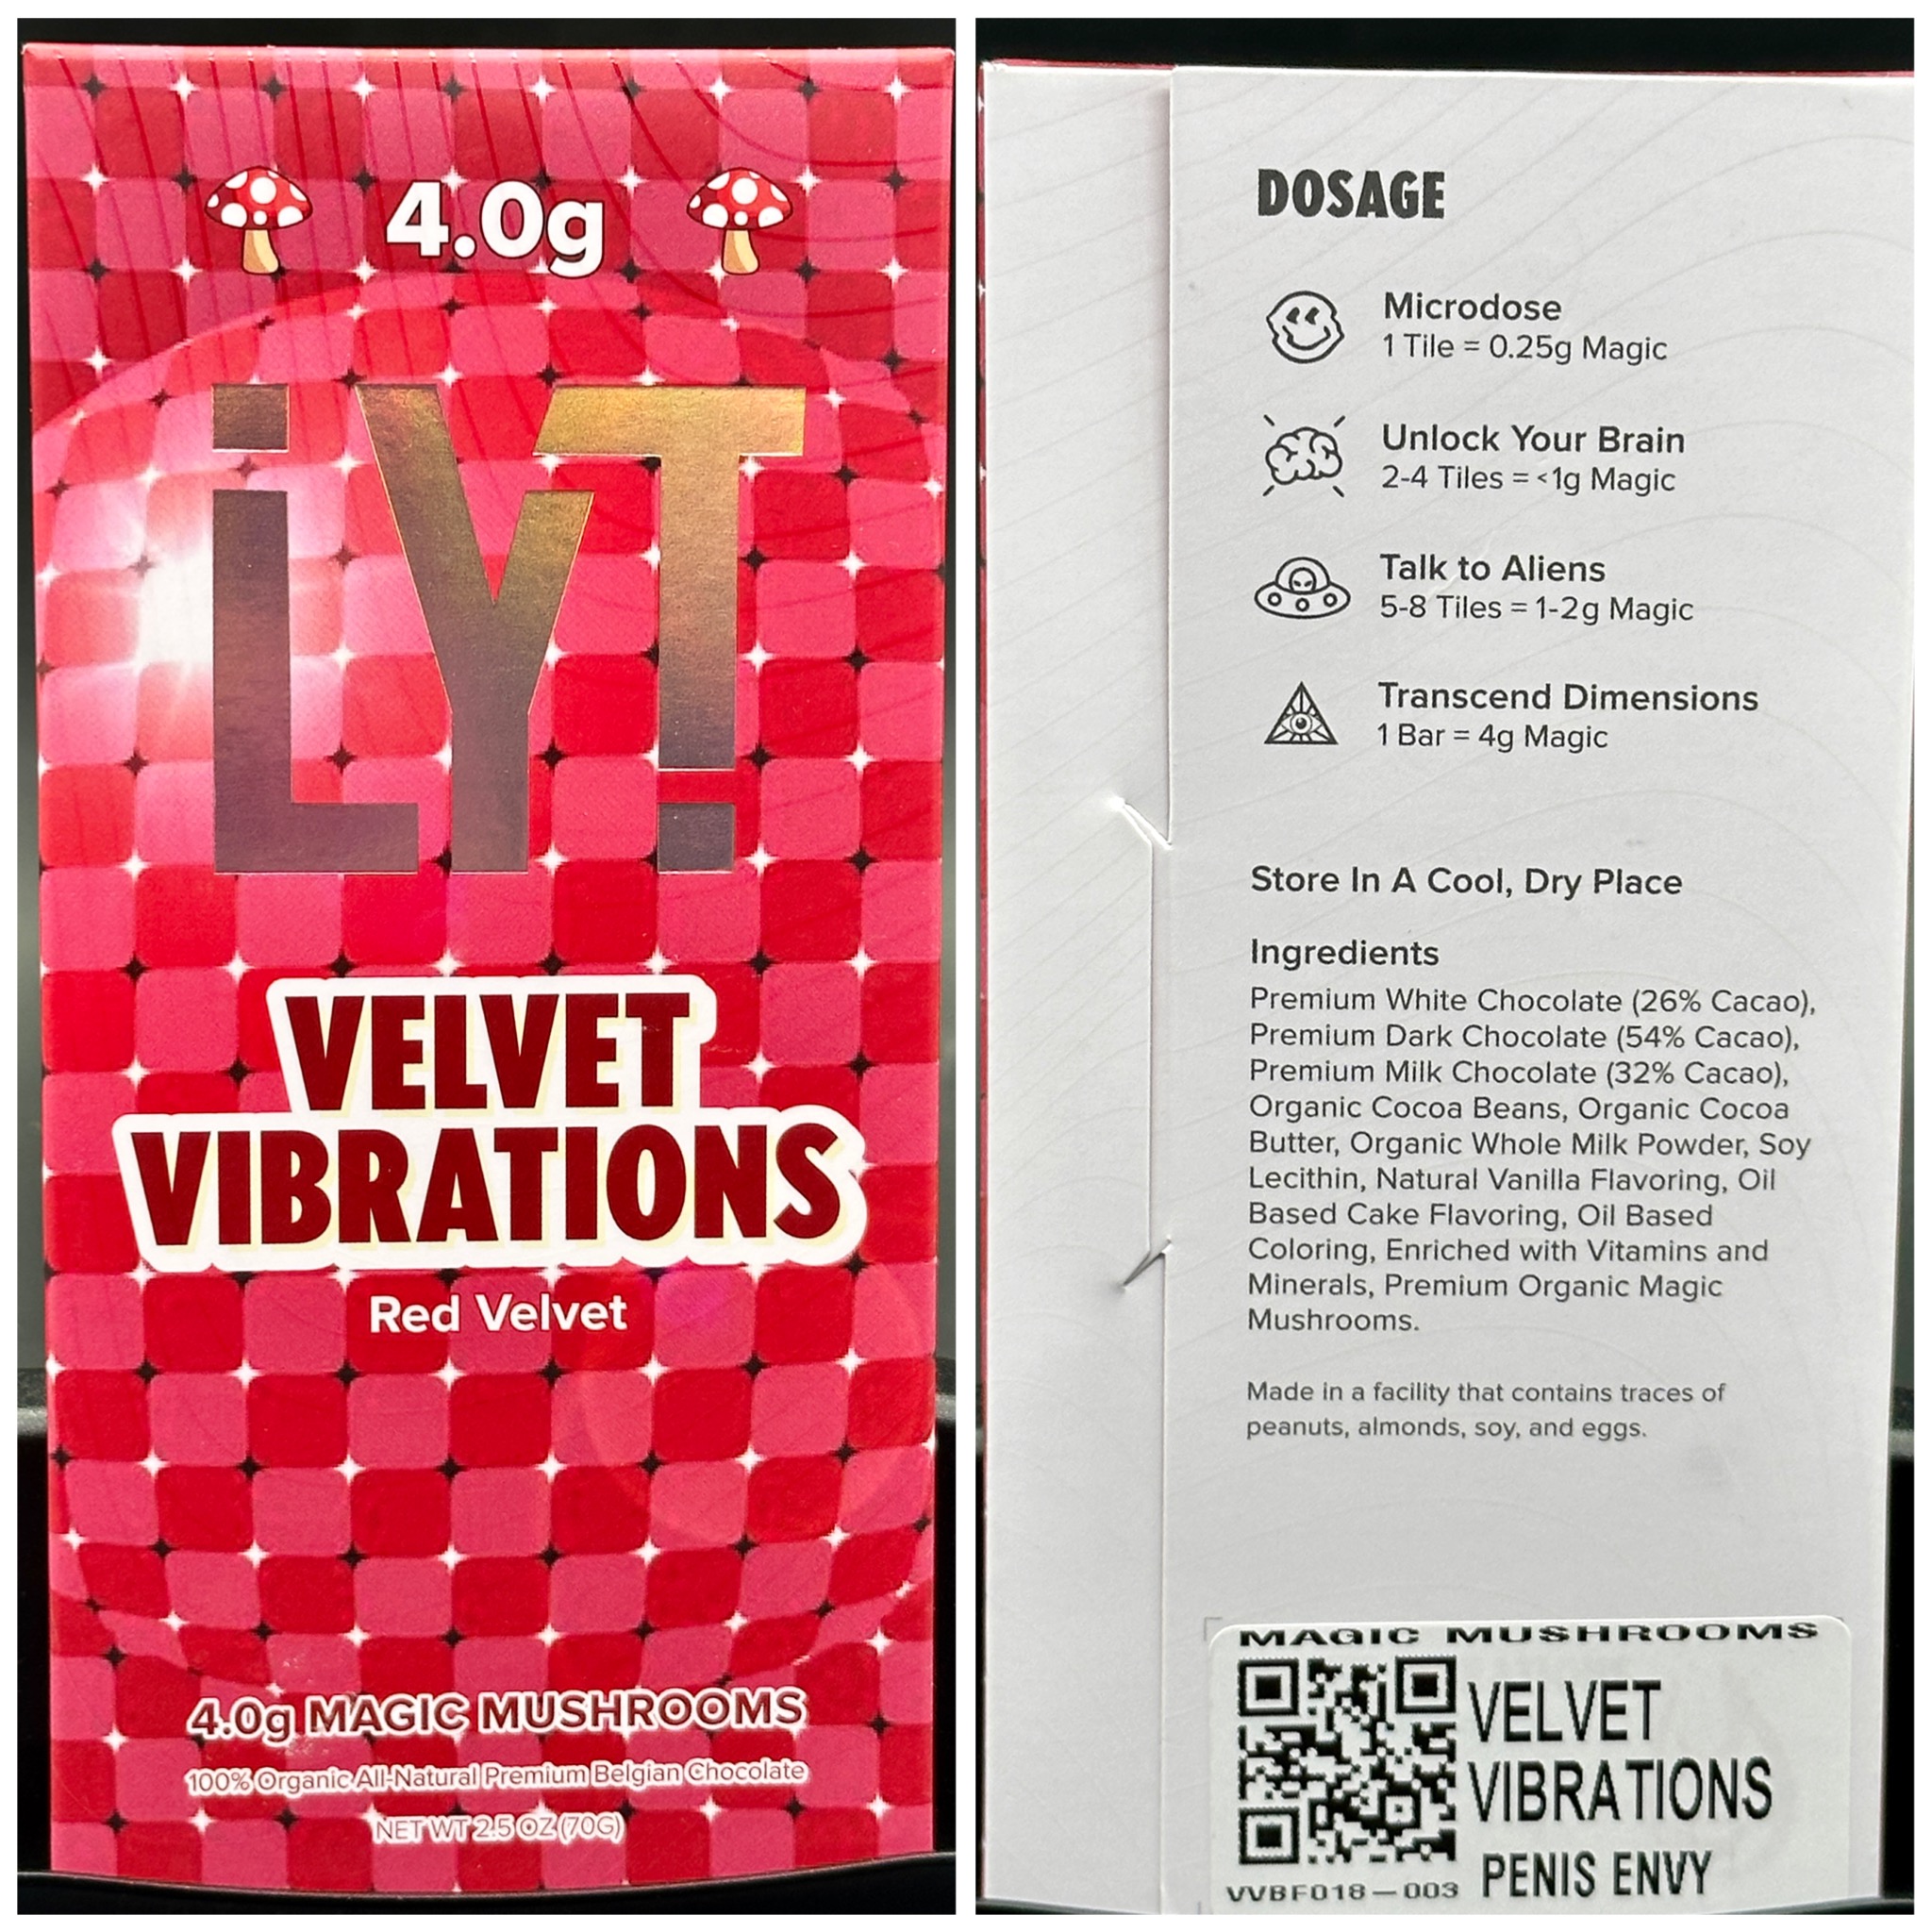 4.0g
LYT
VELVET
VIBRATIONS
Red Velvet
4.0g MAGIC MUSHROOMS
100% Organic All-Natural Premium Belgian Chocolate
NET WT 2.5 OZ (70G)
DOSAGE
Microdose
1 Tile = 0.25g Magic
Unlock Your Brain
2-4 Tiles = <1g Magic
Talk to Aliens
5-8 Tiles = 1-2g Magic
Transcend Dimensions
1 Bar = 4g Magic
Store In A Cool, Dry Place
Ingredients
Premium White Chocolate (26% Cacao),
Premium Dark Chocolate (54% Cacao),
Premium Milk Chocolate (32% Cacao),
Organic Cocoa Beans, Organic Cocoa
Butter, Organic Whole Milk Powder, Soy
Lecithin, Natural Vanilla Flavoring, Oil
Based Cake Flavoring, Oil Based
Coloring, Enriched with Vitamins and
Minerals, Premium Organic Magic
Mushrooms.
Made in a facility that contains traces of
peanuts, almonds, soy, and eggs.
MAGIC MUSHROOMS
VELVET
VIBRATIONS
PENIS ENVY
VVBF018-003